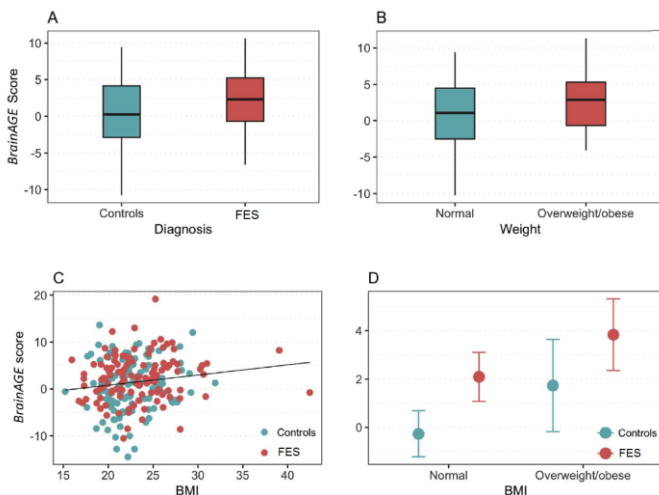 A
BrainAGE Score
10
5
0
-5
-10
Controls
FES
Diagnosis
B
10
5
0
-5
-10
Normal
Overweight/obese
Weight
C
BrainAGE score
20
10
0
-10
15
20
25
30
35
40
BMI
Controls
FES
D
4
2
0
Normal
Overweight/obese
BMI
Controls
FES